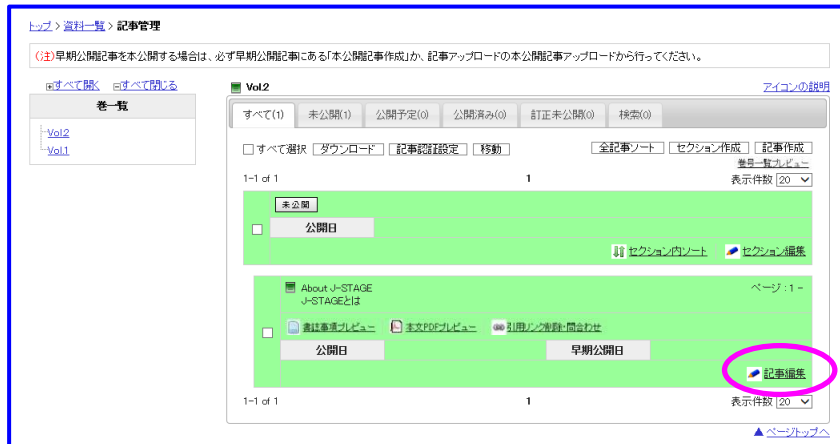 トップ > 資料一覧 > 記事管理
(注)早期公開記事を本公開する場合は、必ず早期公開記事にある「本公開記事作成」か、記事アップロードの本公開記事アップロードから行ってください。
すべて開く すべて閉じる
巻一覧
Vol.2
Vol.1
Vol.2 アイコンの説明
すべて(1) 未公開(1) 公開予定(0) 公開済み(0) 訂正未公開(0) 検索(0)
すべて選択 ダウンロード 記事認証設定 移動 全記事ソート セクション作成 記事作成
巻号一覧プレビュー
1-1 of 1 1 表示件数 20
未公開
公開日
セクション内ソート セクション編集
About J-STAGE ページ : 1 -
J-STAGEとは
書誌事項プレビュー 本文PDFプレビュー 引用リンク削除・問合わせ
公開日 早期公開日
記事編集
1-1 of 1 1 表示件数 20
▲ページトップへ